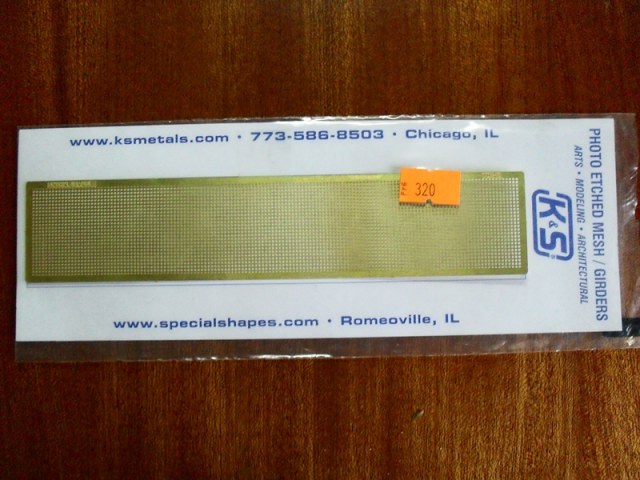 www.ksmetals.com · 773-586-8503 · Chicago, IL
320
www.specialshapes.com · Romeoville, IL
PHOTO ETCHED MESH / GIRDERS
ARTS · MODELING · ARCHITECTURAL
K&S